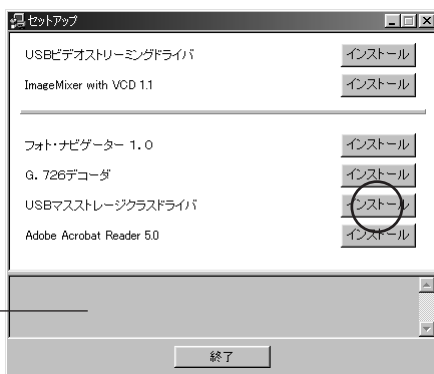 セットアップ
USBビデオストリーミングドライバ インストール
ImageMixer with VCD 1.1 インストール
フォト・ナビゲーター 1.0 インストール
G.726デコーダ インストール
USBマスストレージクラスドライバ インストール
Adobe Acrobat Reader 5.0 インストール
終了